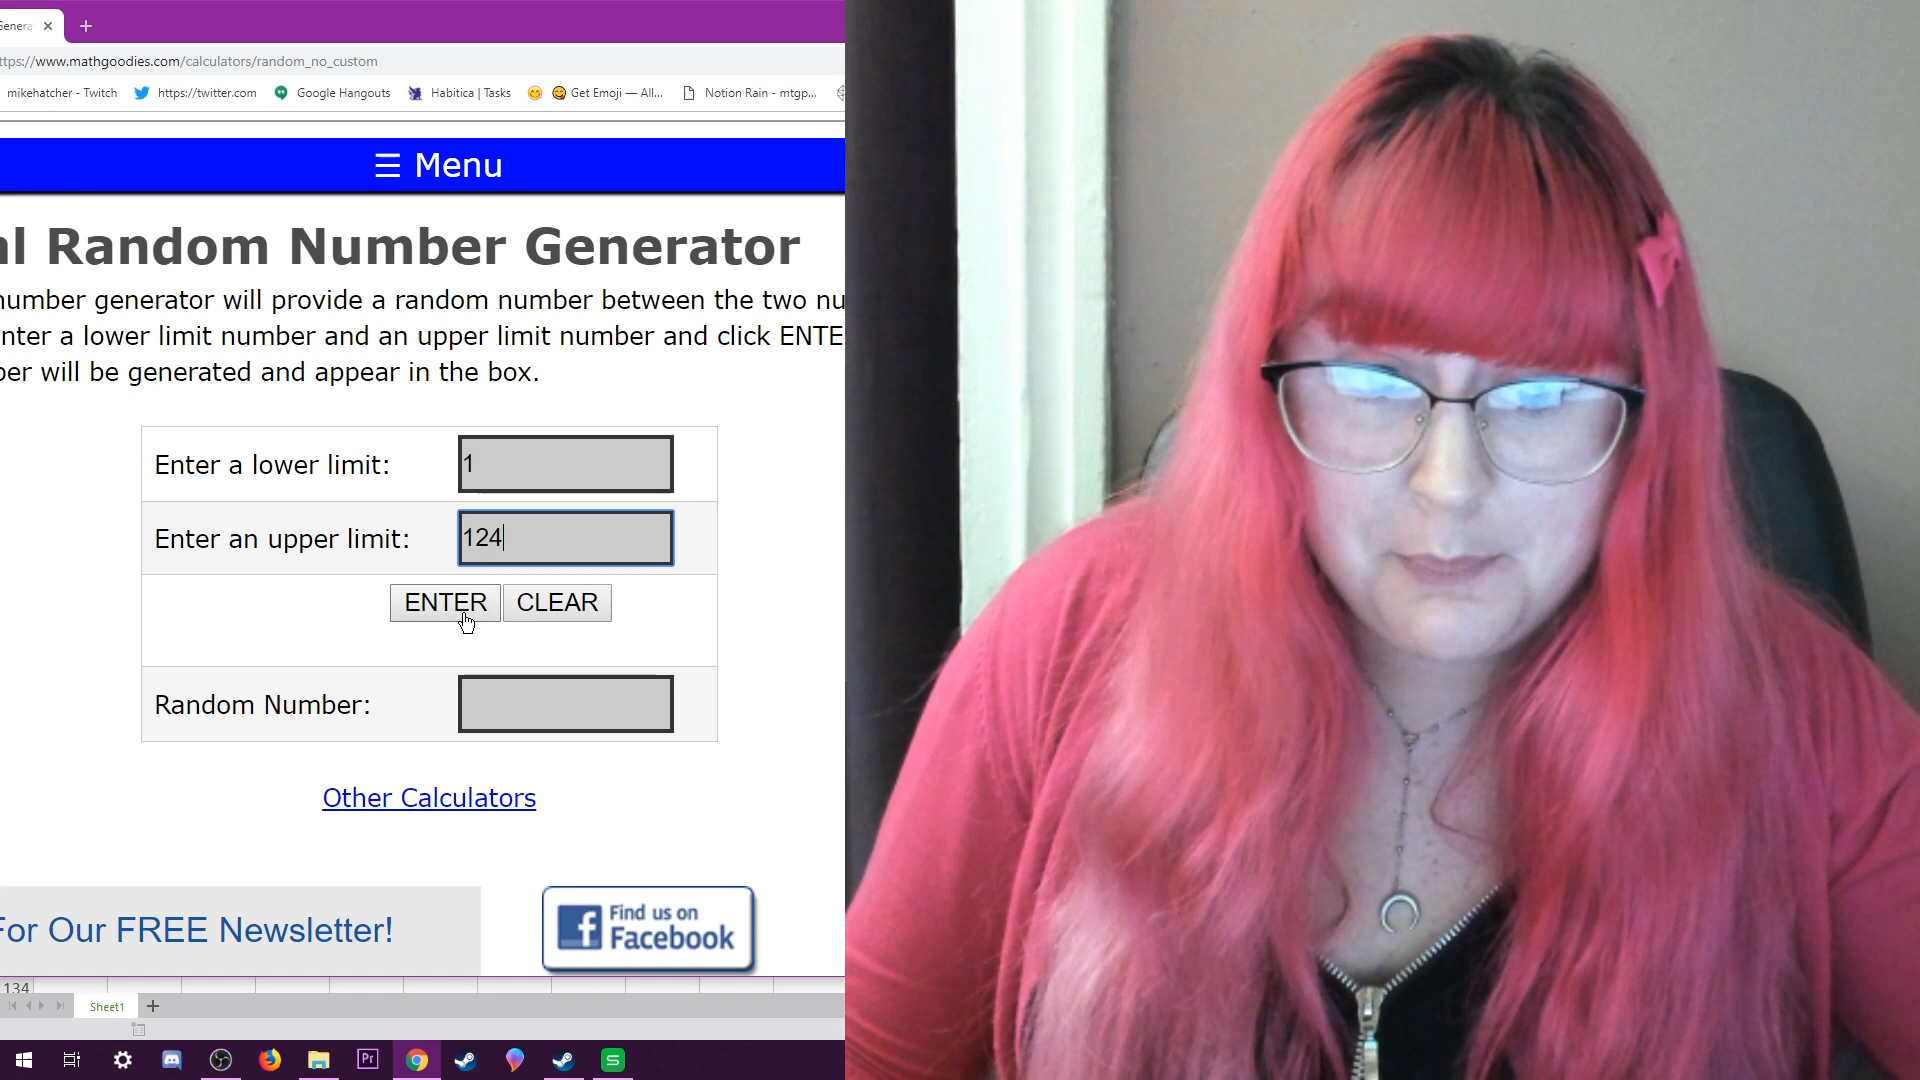 Genera
ttps://www.mathgoodies.com/calculators/random_no_custom
mikehatcher - Twitch https://twitter.com Google Hangouts Habitica | Tasks Get Emoji — All... Notion Rain - mtgp...
☰ Menu
al Random Number Generator
number generator will provide a random number between the two nu
nter a lower limit number and an upper limit number and click ENTE
ber will be generated and appear in the box.
Enter a lower limit: 1
Enter an upper limit: 124
ENTER CLEAR
Random Number:
Other Calculators
For Our FREE Newsletter!
Find us on
Facebook
134
Sheet1
Pr
S